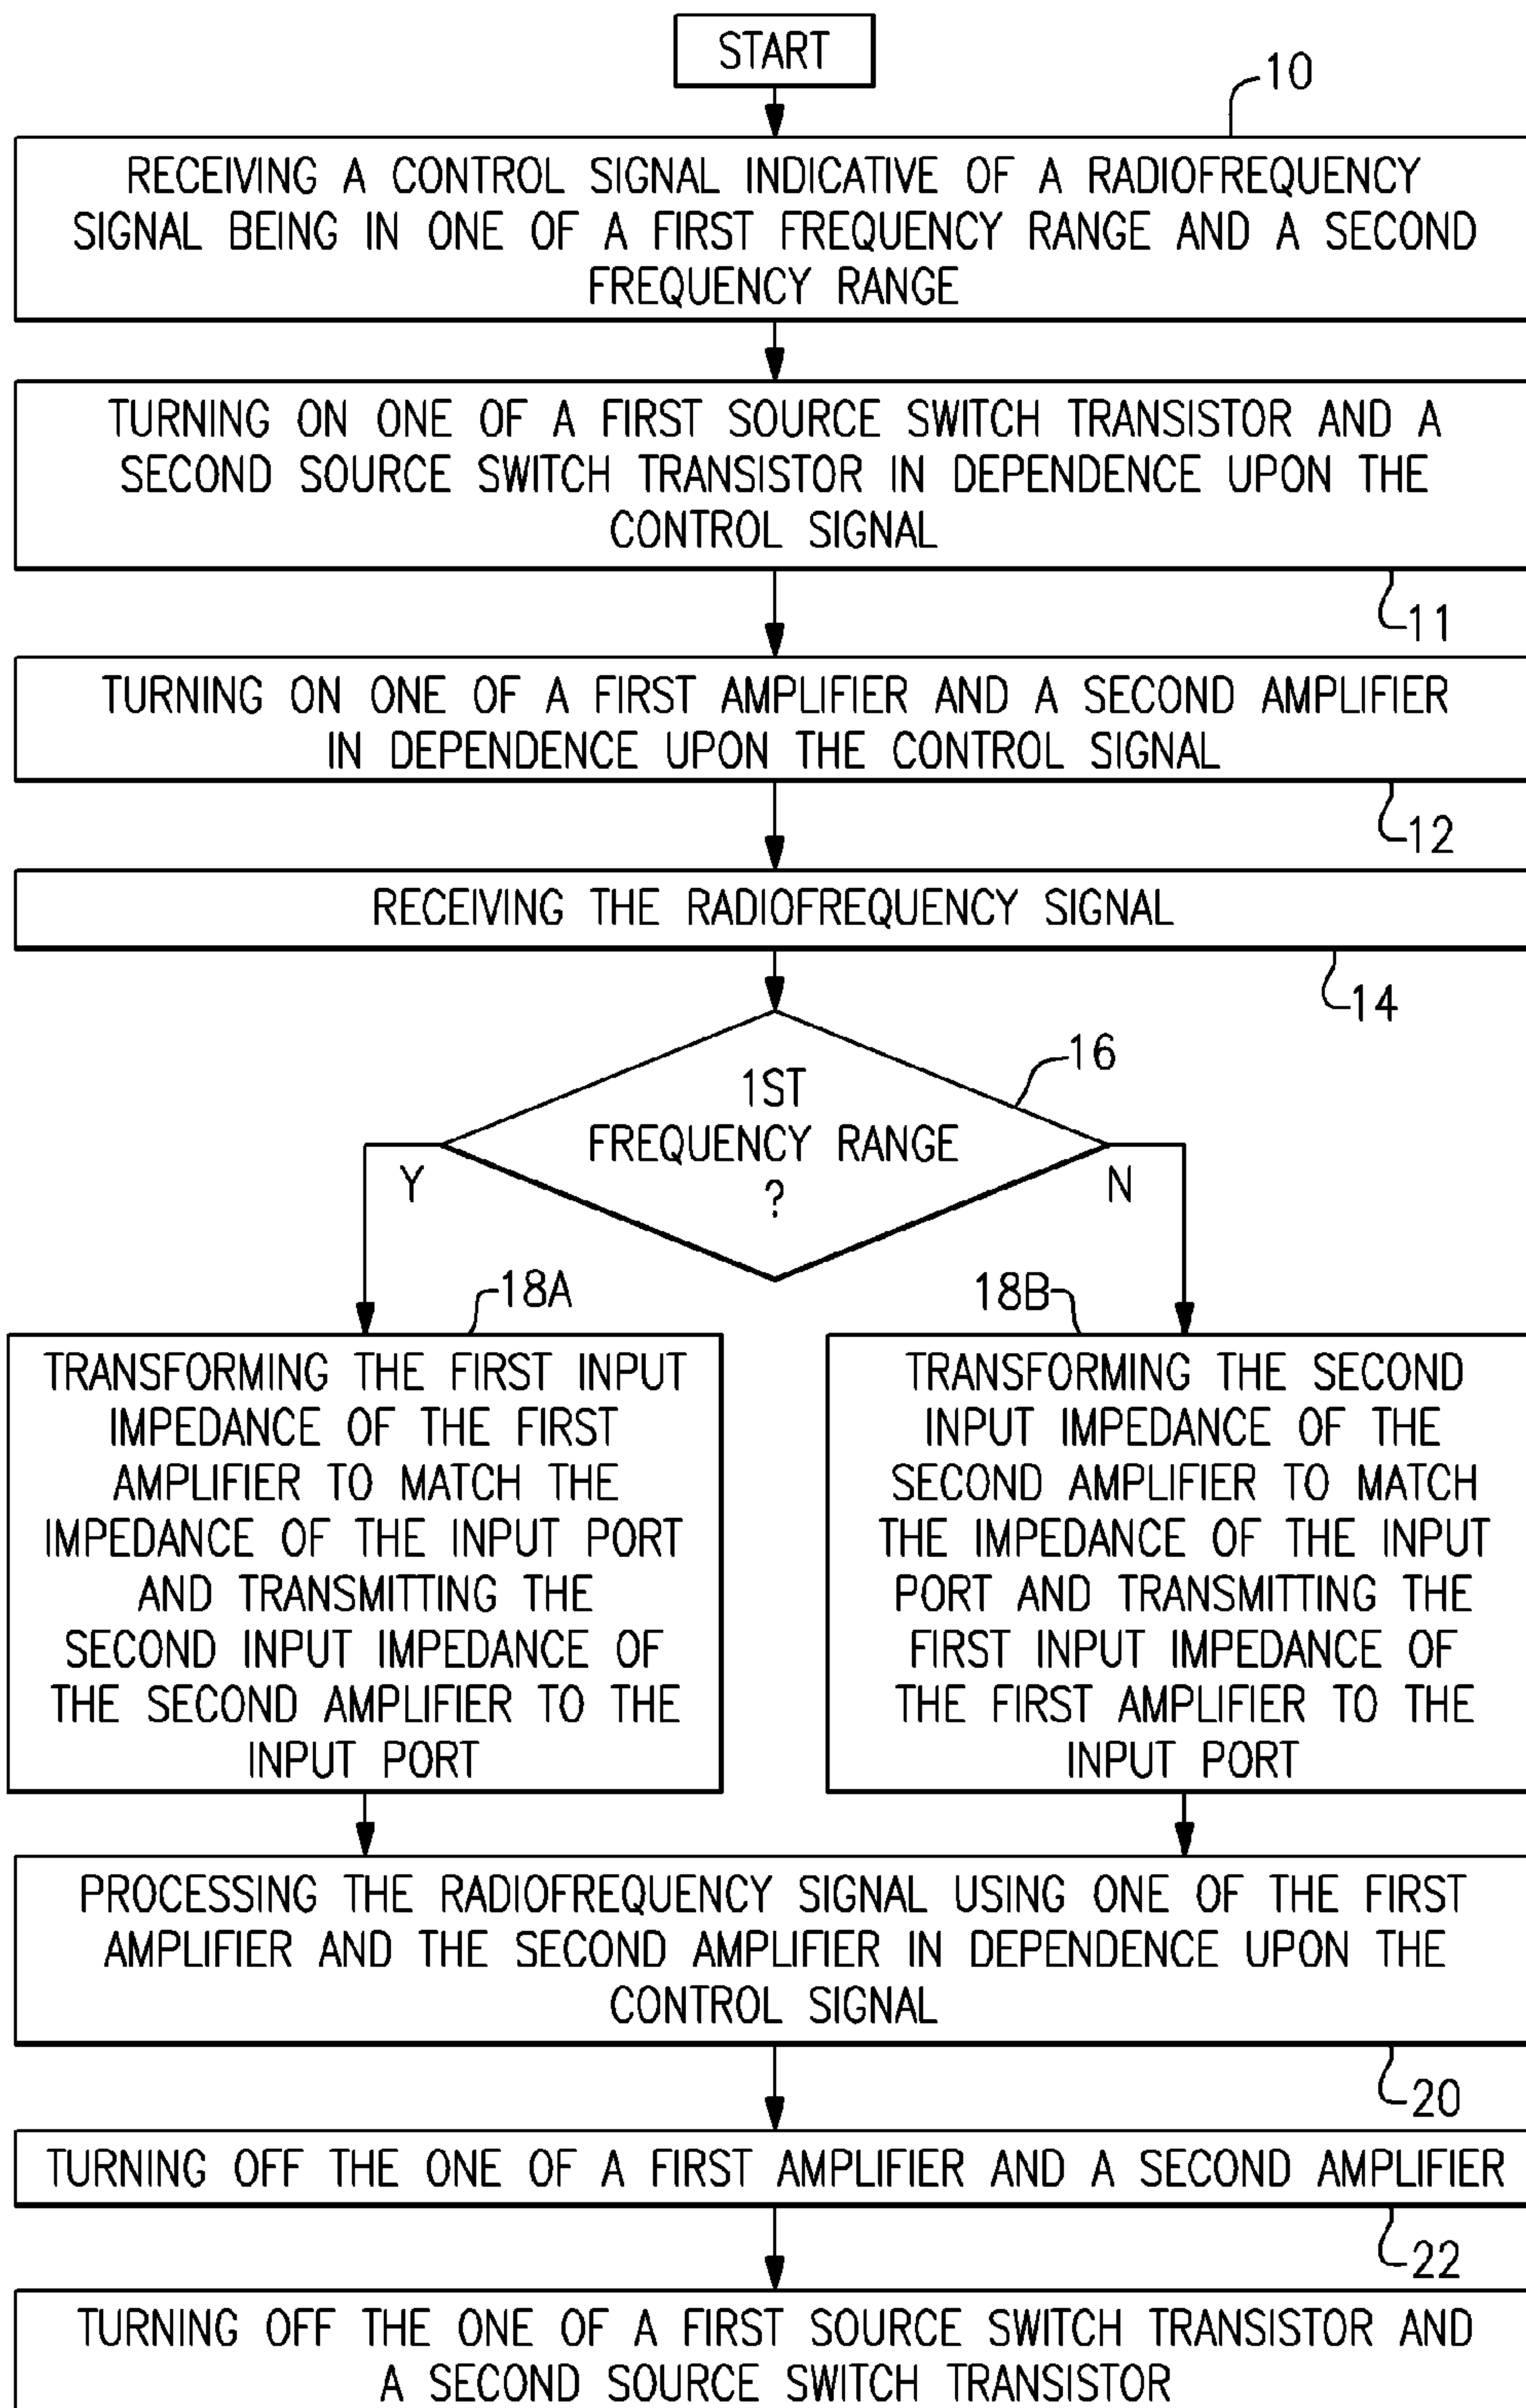 START
10
RECEIVING A CONTROL SIGNAL INDICATIVE OF A RADIOFREQUENCY
SIGNAL BEING IN ONE OF A FIRST FREQUENCY RANGE AND A SECOND
FREQUENCY RANGE
TURNING ON ONE OF A FIRST SOURCE SWITCH TRANSISTOR AND A
SECOND SOURCE SWITCH TRANSISTOR IN DEPENDENCE UPON THE
CONTROL SIGNAL
11
TURNING ON ONE OF A FIRST AMPLIFIER AND A SECOND AMPLIFIER
IN DEPENDENCE UPON THE CONTROL SIGNAL
12
RECEIVING THE RADIOFREQUENCY SIGNAL
14
16
1ST
FREQUENCY RANGE
?
Y
N
18A
TRANSFORMING THE FIRST INPUT
IMPEDANCE OF THE FIRST
AMPLIFIER TO MATCH THE
IMPEDANCE OF THE INPUT PORT
AND TRANSMITTING THE
SECOND INPUT IMPEDANCE OF
THE SECOND AMPLIFIER TO THE
INPUT PORT
18B
TRANSFORMING THE SECOND
INPUT IMPEDANCE OF THE
SECOND AMPLIFIER TO MATCH
THE IMPEDANCE OF THE INPUT
PORT AND TRANSMITTING THE
FIRST INPUT IMPEDANCE OF
THE FIRST AMPLIFIER TO THE
INPUT PORT
PROCESSING THE RADIOFREQUENCY SIGNAL USING ONE OF THE FIRST
AMPLIFIER AND THE SECOND AMPLIFIER IN DEPENDENCE UPON THE
CONTROL SIGNAL
20
TURNING OFF THE ONE OF A FIRST AMPLIFIER AND A SECOND AMPLIFIER
22
TURNING OFF THE ONE OF A FIRST SOURCE SWITCH TRANSISTOR AND
A SECOND SOURCE SWITCH TRANSISTOR